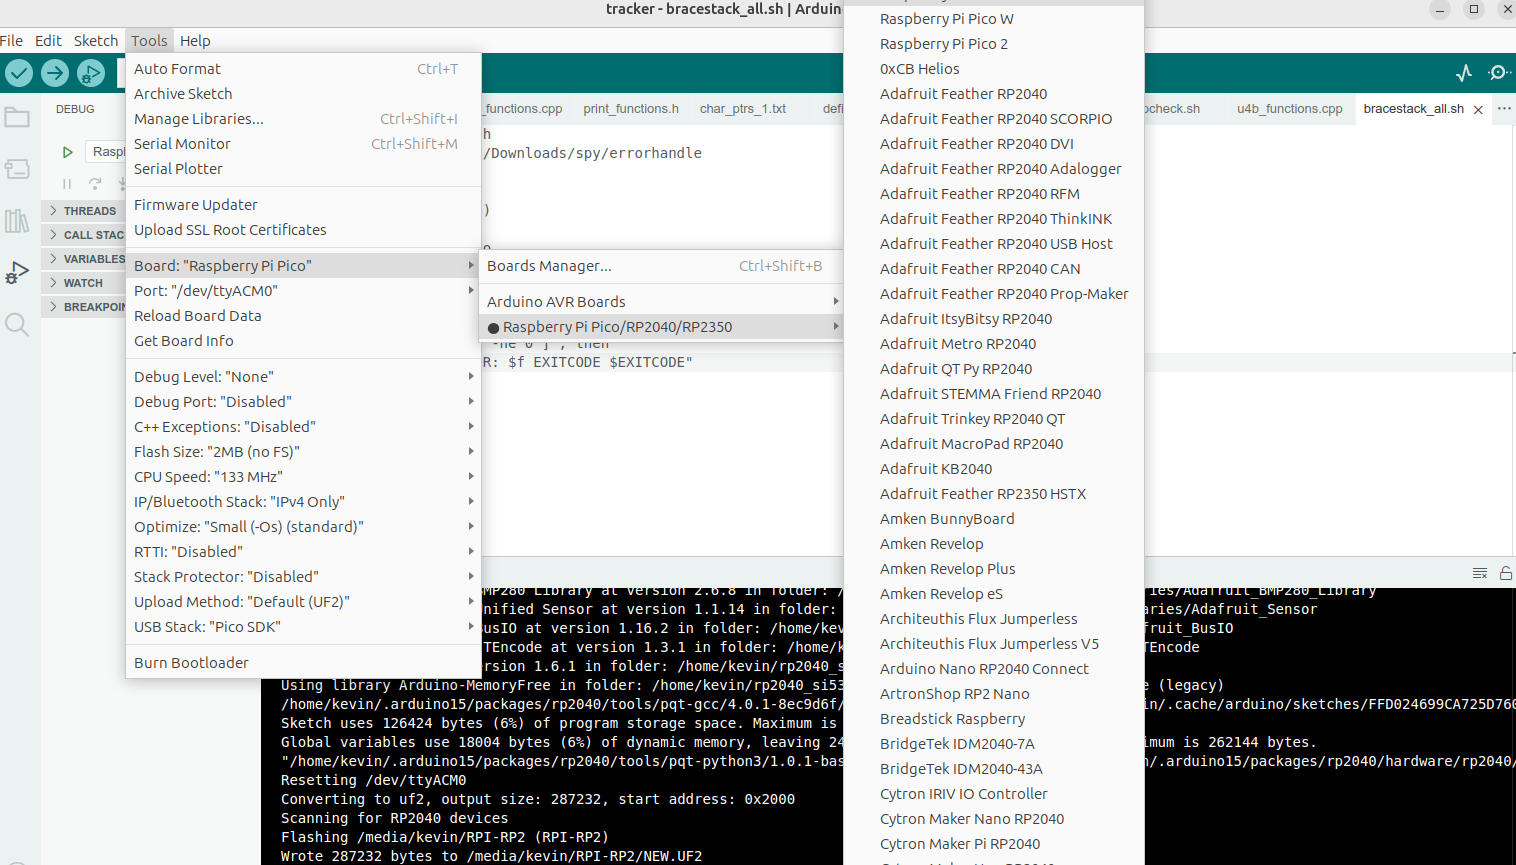 tracker - bracestack_all.sh | Arduin
File Edit Sketch Tools Help
DEBUG
Raspl
THREADS
CALL STAC
VARIABLES
WATCH
BREAKPOIN
Auto Format Ctrl+T
Archive Sketch
Manage Libraries... Ctrl+Shift+I
Serial Monitor Ctrl+Shift+M
Serial Plotter
Firmware Updater
Upload SSL Root Certificates
Board: "Raspberry Pi Pico"
Port: "/dev/ttyACM0"
Reload Board Data
Get Board Info
Debug Level: "None"
Debug Port: "Disabled"
C++ Exceptions: "Disabled"
Flash Size: "2MB (no FS)"
CPU Speed: "133 MHz"
IP/Bluetooth Stack: "IPv4 Only"
Optimize: "Small (-Os) (standard)"
RTTI: "Disabled"
Stack Protector: "Disabled"
Upload Method: "Default (UF2)"
USB Stack: "Pico SDK"
Burn Bootloader
_functions.cpp print_functions.h char_ptrs_1.txt defi pcheck.sh u4b_functions.cpp bracestack_all.sh
h
/Downloads/spy/errorhandle
)
Boards Manager... Ctrl+Shift+B
Arduino AVR Boards
Raspberry Pi Pico/RP2040/RP2350
-ne 0 ] , then
R: $f EXITCODE $EXITCODE"
Raspberry Pi Pico W
Raspberry Pi Pico 2
0xCB Helios
Adafruit Feather RP2040
Adafruit Feather RP2040 SCORPIO
Adafruit Feather RP2040 DVI
Adafruit Feather RP2040 Adalogger
Adafruit Feather RP2040 RFM
Adafruit Feather RP2040 ThinkINK
Adafruit Feather RP2040 USB Host
Adafruit Feather RP2040 CAN
Adafruit Feather RP2040 Prop-Maker
Adafruit ItsyBitsy RP2040
Adafruit Metro RP2040
Adafruit QT Py RP2040
Adafruit STEMMA Friend RP2040
Adafruit Trinkey RP2040 QT
Adafruit MacroPad RP2040
Adafruit KB2040
Adafruit Feather RP2350 HSTX
Amken BunnyBoard
Amken Revelop
Amken Revelop Plus
Amken Revelop eS
Architeuthis Flux Jumperless
Architeuthis Flux Jumperless V5
Arduino Nano RP2040 Connect
ArtronShop RP2 Nano
Breadstick Raspberry
BridgeTek IDM2040-7A
BridgeTek IDM2040-43A
Cytron IRIV IO Controller
Cytron Maker Nano RP2040
Cytron Maker Pi RP2040
MP280 Library at version 2.6.8 in folder: / ries/Adafruit_BMP280_Library
nified Sensor at version 1.1.14 in folder: aries/Adafruit_Sensor
usIO at version 1.16.2 in folder: /home/kev fruit_BusIO
TEncode at version 1.3.1 in folder: /home/k TEncode
ersion 1.6.1 in folder: /home/kevin/rp2040_s
Using library Arduino-MemoryFree in folder: /home/kevin/rp2040_si53 e (legacy)
/home/kevin/.arduino15/packages/rp2040/tools/pqt-gcc/4.0.1-8ec9d6f/ in/.cache/arduino/sketches/FFD024699CA725D760
Sketch uses 126424 bytes (6%) of program storage space. Maximum is
Global variables use 18004 bytes (6%) of dynamic memory, leaving 24 imum is 262144 bytes.
"/home/kevin/.arduino15/packages/rp2040/tools/pqt-python3/1.0.1-bas n/.arduino15/packages/rp2040/hardware/rp2040/
Resetting /dev/ttyACM0
Converting to uf2, output size: 287232, start address: 0x2000
Scanning for RP2040 devices
Flashing /media/kevin/RPI-RP2 (RPI-RP2)
Wrote 287232 bytes to /media/kevin/RPI-RP2/NEW.UF2